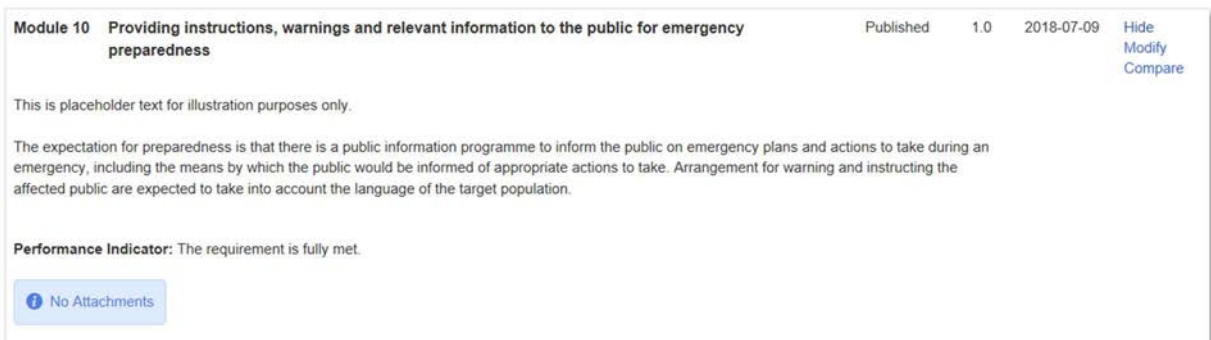 Module 10 Providing instructions, warnings and relevant information to the public for emergency Published 1.0 2018-07-09 Hide
preparedness Modify
Compare
This is placeholder text for illustration purposes only.
The expectation for preparedness is that there is a public information programme to inform the public on emergency plans and actions to take during an
emergency, including the means by which the public would be informed of appropriate actions to take. Arrangement for warning and instructing the
affected public are expected to take into account the language of the target population.
Performance Indicator: The requirement is fully met.
No Attachments